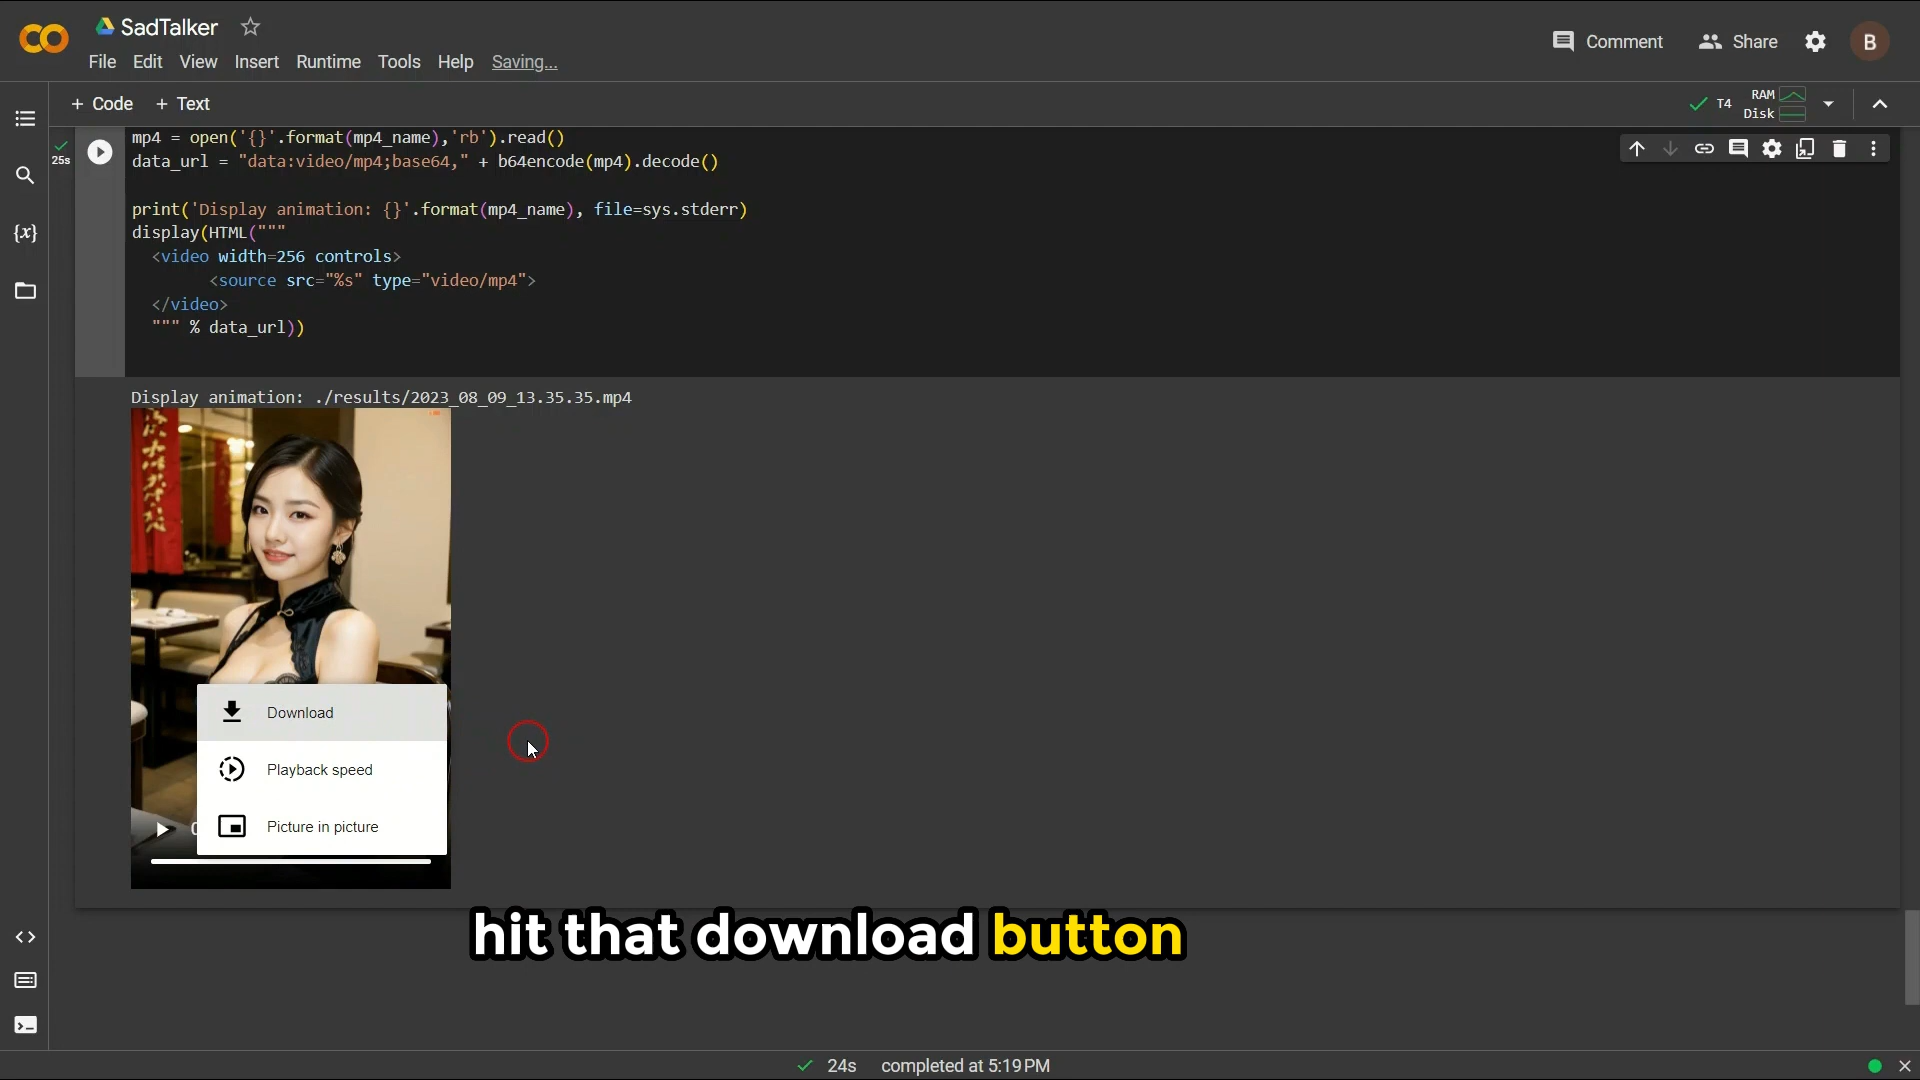 SadTalker
File Edit View Insert Runtime Tools Help Saving...
Comment Share B
+ Code + Text
T4 RAM Disk
25s
mp4 = open('{}'.format(mp4_name),'rb').read()
data_url = "data:video/mp4;base64," + b64encode(mp4).decode()
print('Display animation: {}'.format(mp4_name), file=sys.stderr)
display(HTML("""
<video width=256 controls>
<source src="%s" type="video/mp4">
</video>
""" % data_url))
Display animation: ./results/2023_08_09_13.35.35.mp4
Download
Playback speed
Picture in picture
hit that download button
24s completed at 5:19 PM